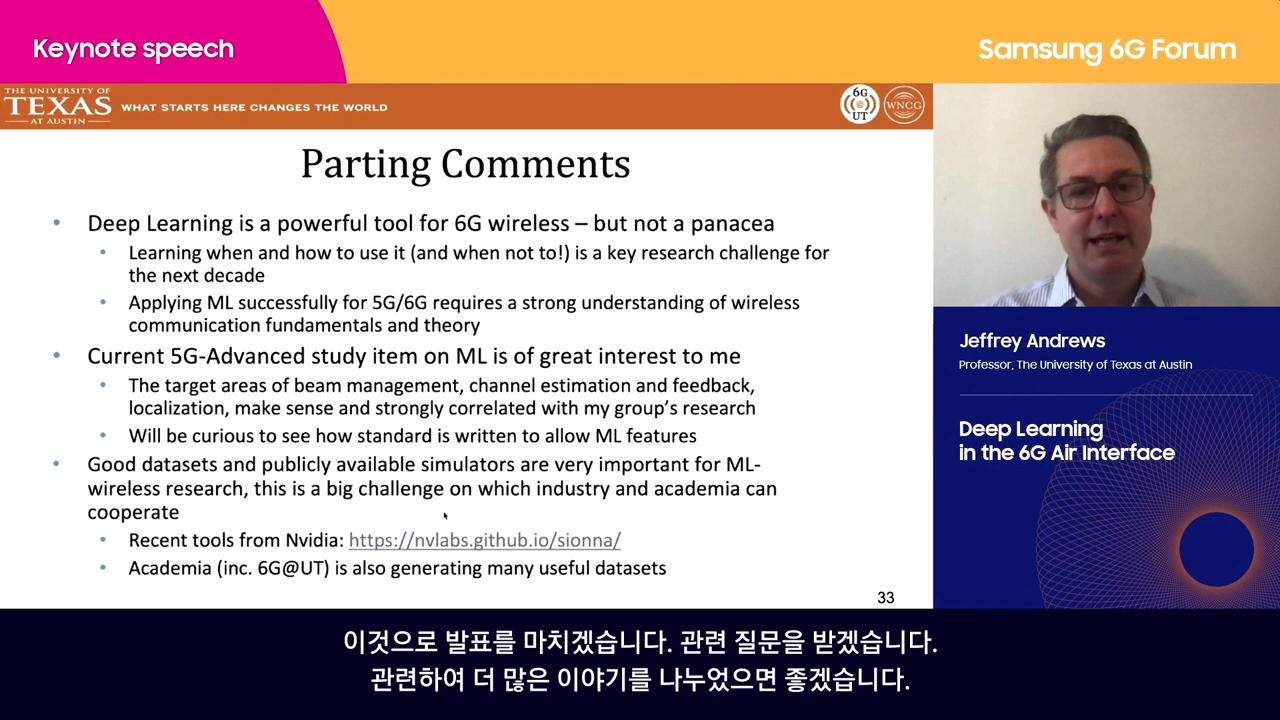 Keynote speech
Samsung 6G Forum
THE UNIVERSITY OF
TEXAS
AT AUSTIN
WHAT STARTS HERE CHANGES THE WORLD
6G
UT
WNCG
Parting Comments
• Deep Learning is a powerful tool for 6G wireless – but not a panacea
• Learning when and how to use it (and when not to!) is a key research challenge for
the next decade
• Applying ML successfully for 5G/6G requires a strong understanding of wireless
communication fundamentals and theory
• Current 5G-Advanced study item on ML is of great interest to me
• The target areas of beam management, channel estimation and feedback,
localization, make sense and strongly correlated with my group's research
• Will be curious to see how standard is written to allow ML features
• Good datasets and publicly available simulators are very important for ML-
wireless research, this is a big challenge on which industry and academia can
cooperate
• Recent tools from Nvidia: https://nvlabs.github.io/sionna/
• Academia (inc. 6G@UT) is also generating many useful datasets
33
Jeffrey Andrews
Professor, The University of Texas at Austin
Deep Learning
in the 6G Air Interface
이것으로 발표를 마치겠습니다. 관련 질문을 받겠습니다.
관련하여 더 많은 이야기를 나누었으면 좋겠습니다.